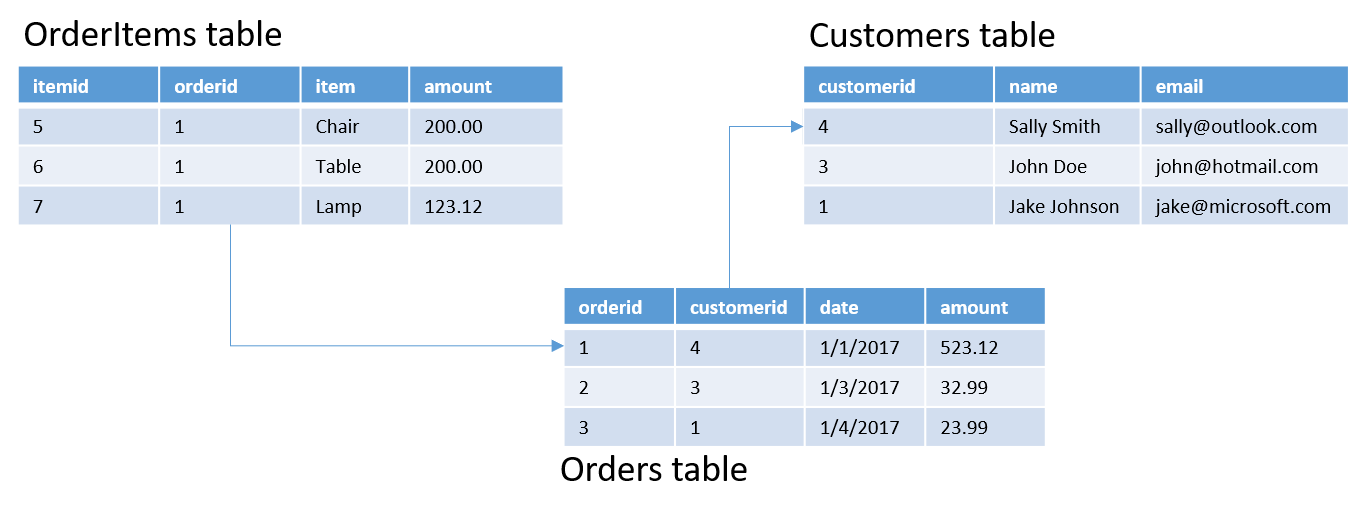 OrderItems table
itemid orderid item amount
5 1 Chair 200.00
6 1 Table 200.00
7 1 Lamp 123.12
Customers table
customerid name email
4 Sally Smith sally@outlook.com
3 John Doe john@hotmail.com
1 Jake Johnson jake@microsoft.com
orderid customerid date amount
1 4 1/1/2017 523.12
2 3 1/3/2017 32.99
3 1 1/4/2017 23.99
Orders table